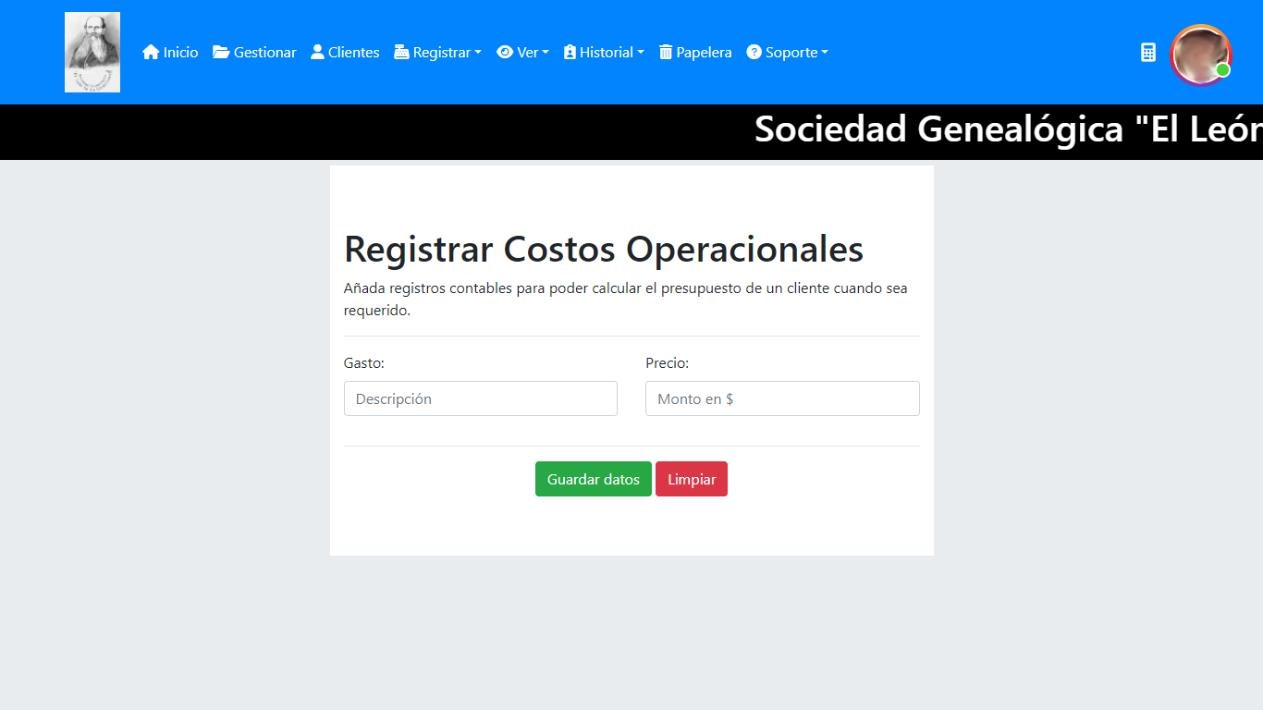 Inicio Gestionar Clientes Registrar Ver Historial Papelera Soporte
Sociedad Genealógica "El León
Registrar Costos Operacionales
Añada registros contables para poder calcular el presupuesto de un cliente cuando sea
requerido.
Gasto: Precio:
Descripción Monto en $
Guardar datos Limpiar